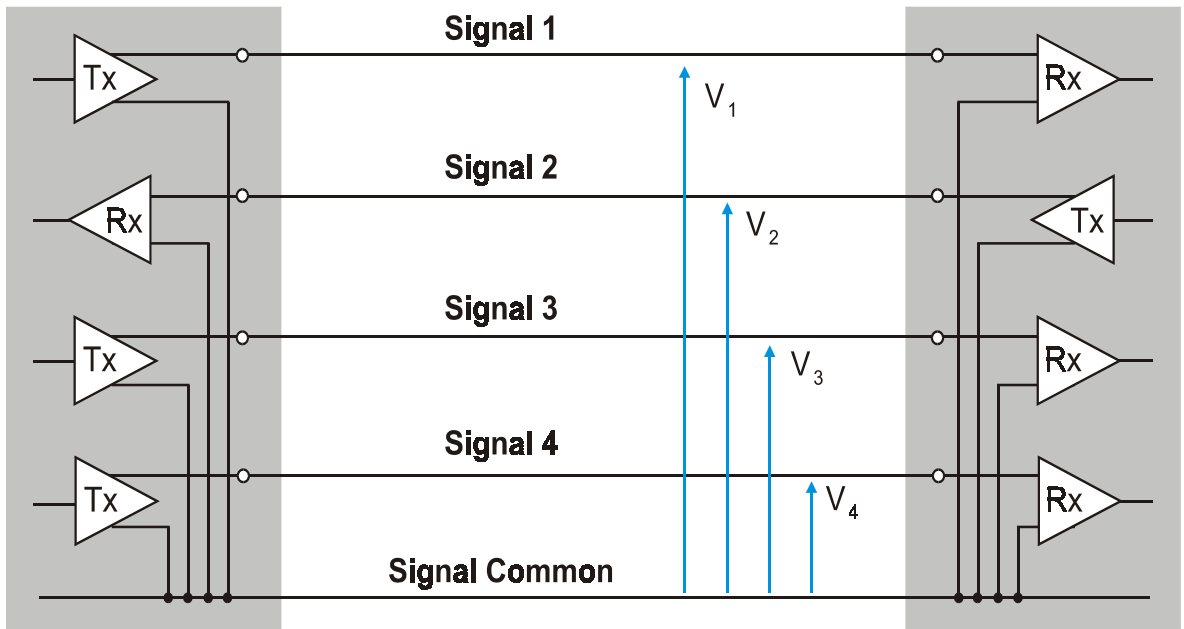 Signal 1
Tx
Rx
V1
Signal 2
Rx
Tx
V2
Signal 3
Tx
Rx
V3
Signal 4
Tx
Rx
V4
Signal Common